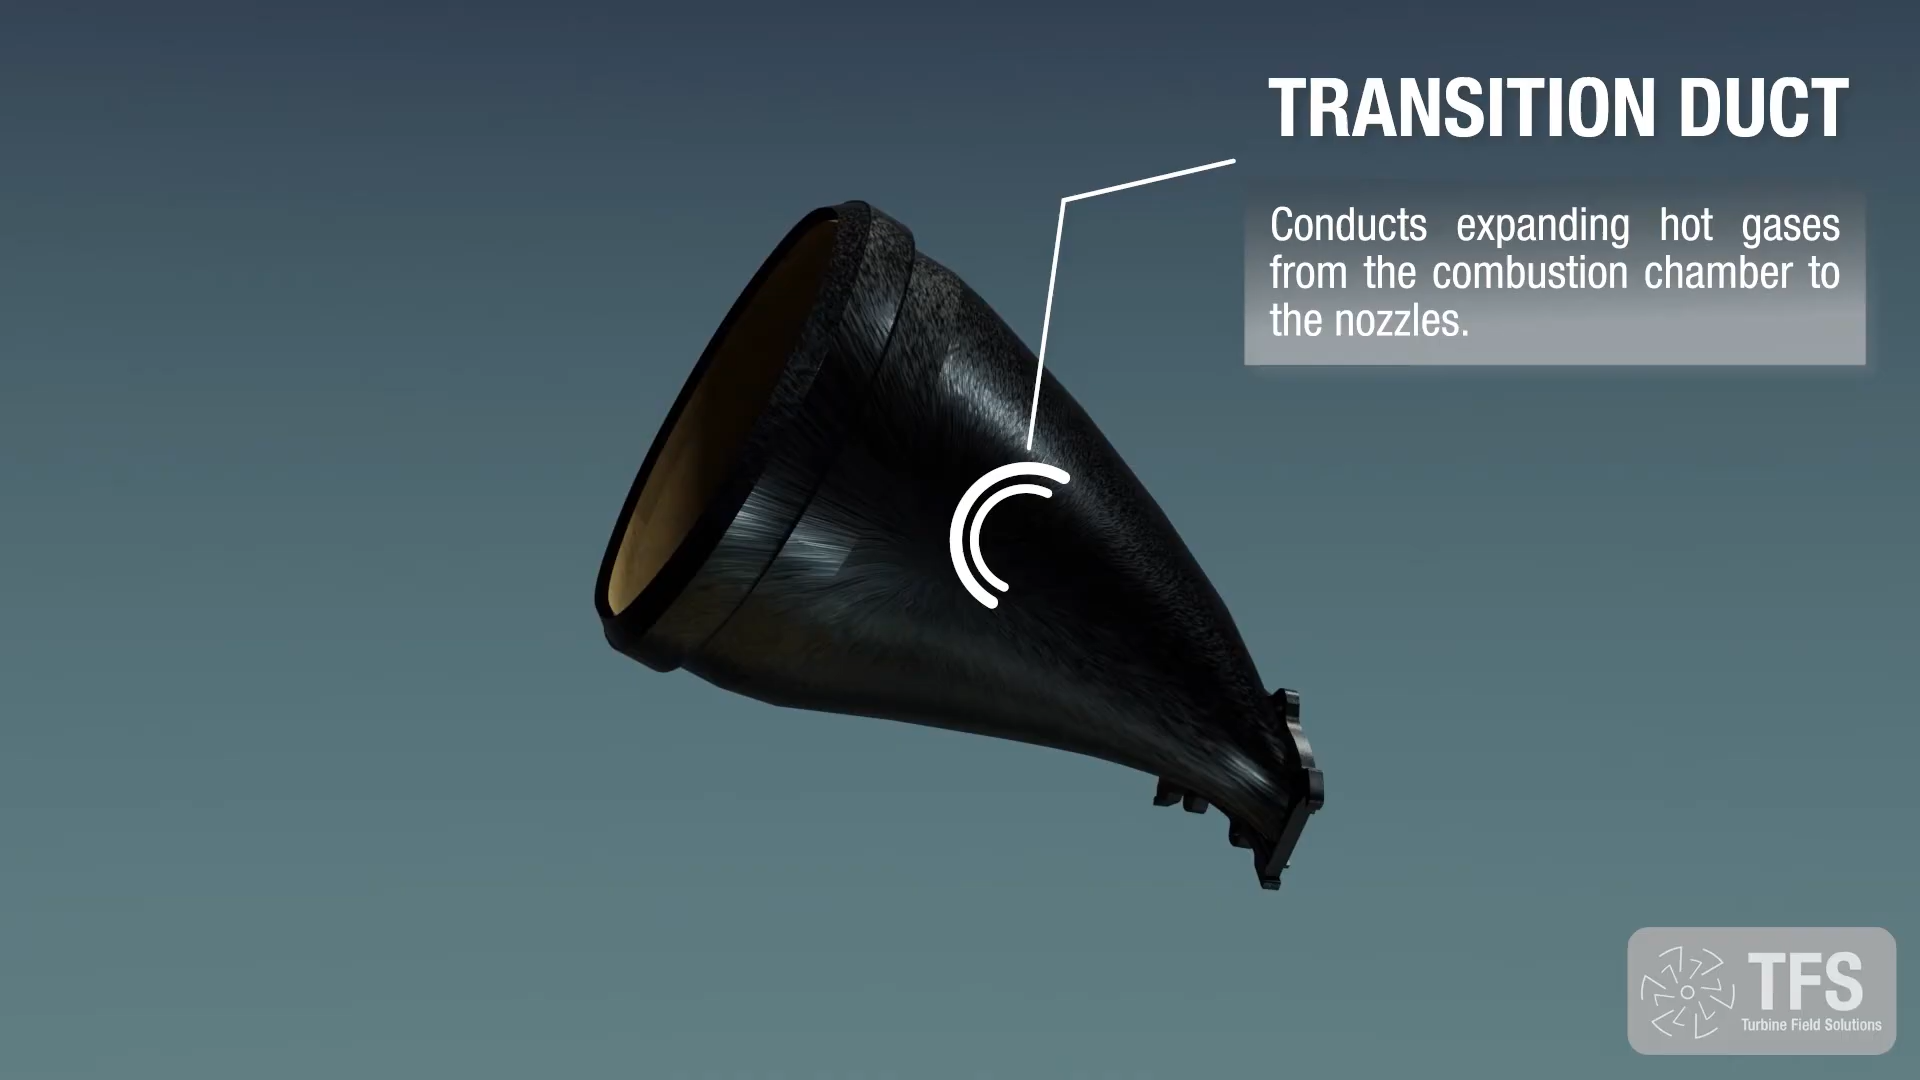 TRANSITION DUCT
Conducts expanding hot gases
from the combustion chamber to
the nozzles.
TFS
Turbine Field Solutions